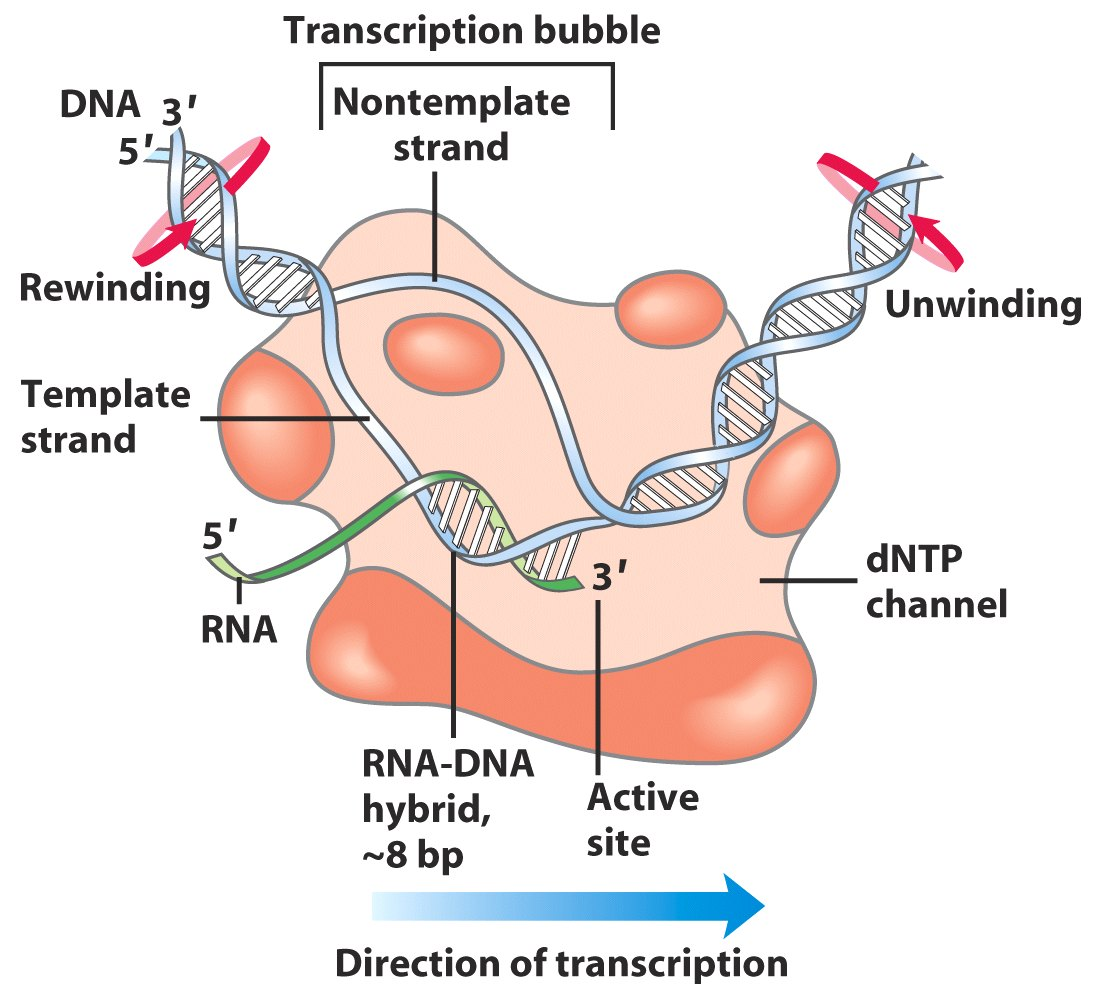 Transcription bubble
DNA 3′
5′
Nontemplate
strand
Rewinding
Unwinding
Template
strand
5′
RNA
3′
dNTP
channel
RNA-DNA
hybrid,
~8 bp
Active
site
Direction of transcription